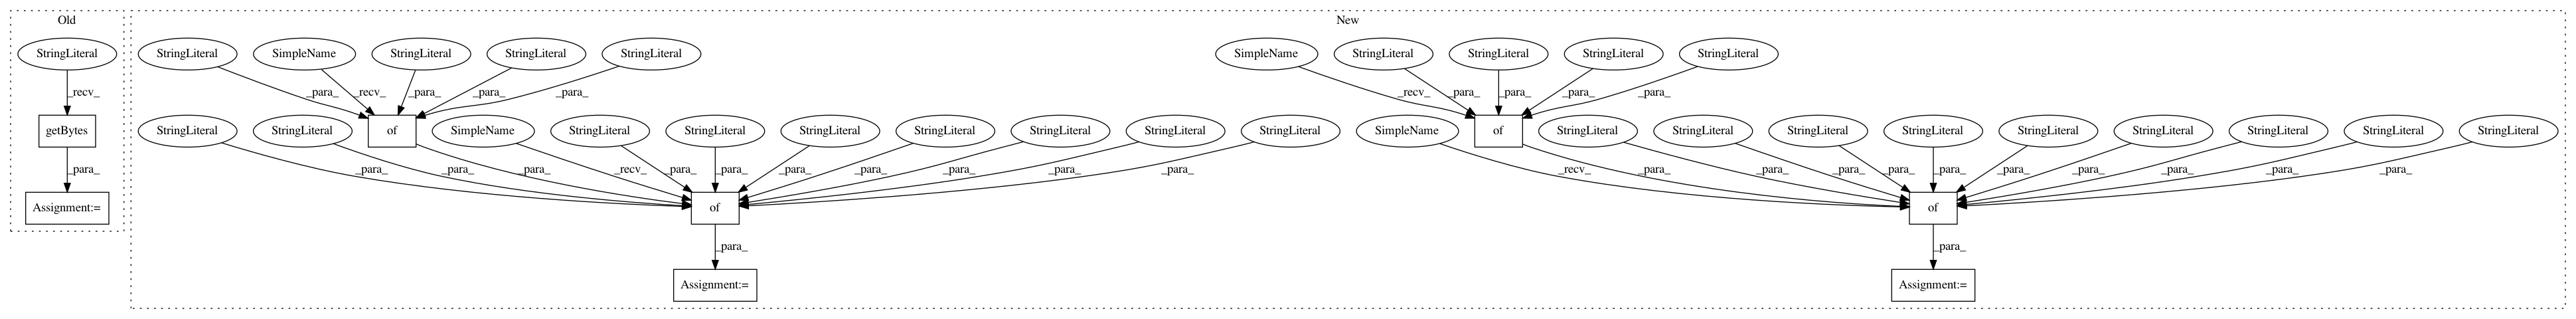 Old
New
StringLiteral
StringLiteral
SimpleName
StringLiteral
StringLiteral
StringLiteral
SimpleName
StringLiteral
StringLiteral
StringLiteral
StringLiteral
_recv_
_para_
_recv_
_para_
_para_
_para_
_recv_
_para_
_para_
_para_
_para_
getBytes
StringLiteral
StringLiteral
of
SimpleName
StringLiteral
StringLiteral
StringLiteral
StringLiteral
StringLiteral
StringLiteral
StringLiteral
SimpleName
of
StringLiteral
StringLiteral
StringLiteral
StringLiteral
StringLiteral
StringLiteral
StringLiteral
StringLiteral
StringLiteral
_para_
_para_
_para_
_para_
_recv_
_para_
_para_
_para_
_para_
_para_
_para_
_para_
_recv_
_para_
_para_
_para_
_para_
_para_
_para_
_para_
_para_
_para_
_para_
Assignment:=
of
of
_para_
_para_
Assignment:=
Assignment:=